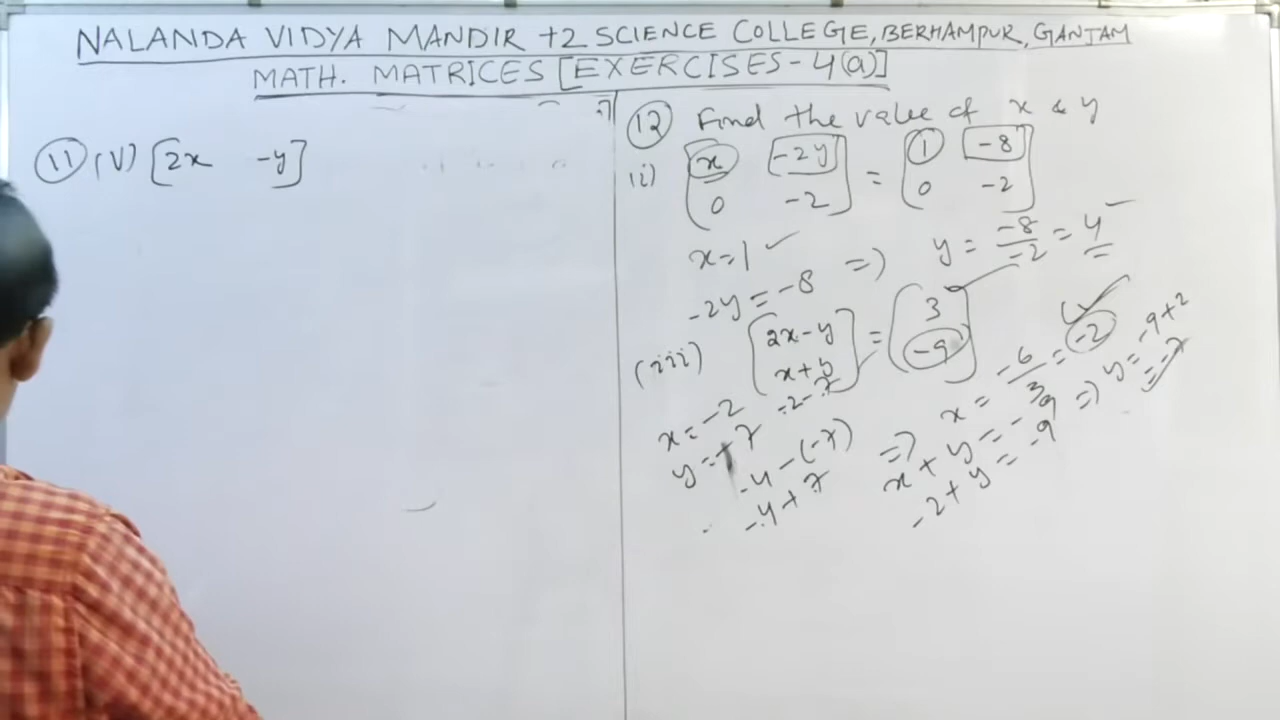 NALANDA VIDYA MANDIR +2 SCIENCE COLLEGE, BERHAMPUR, GANJAM
MATH. MATRICES [EXERCISES - 4(a)]
11 (V) [2x -y]
12 Find the value of x & y
ii) [x -2y] = [1 -8]
[0 -2] [0 -2]
x=1 ✓
-2y = -8 => y = -8/-2 = 4
(iii) [2x-y] = [3]
[x+y] [-9]
x = -6/3 = -2
x = -2 = 2-7
y = +7
-4-(-7)
-4+7
=> x+y = -9
-2+y = -9 => y = -9+2
= -7